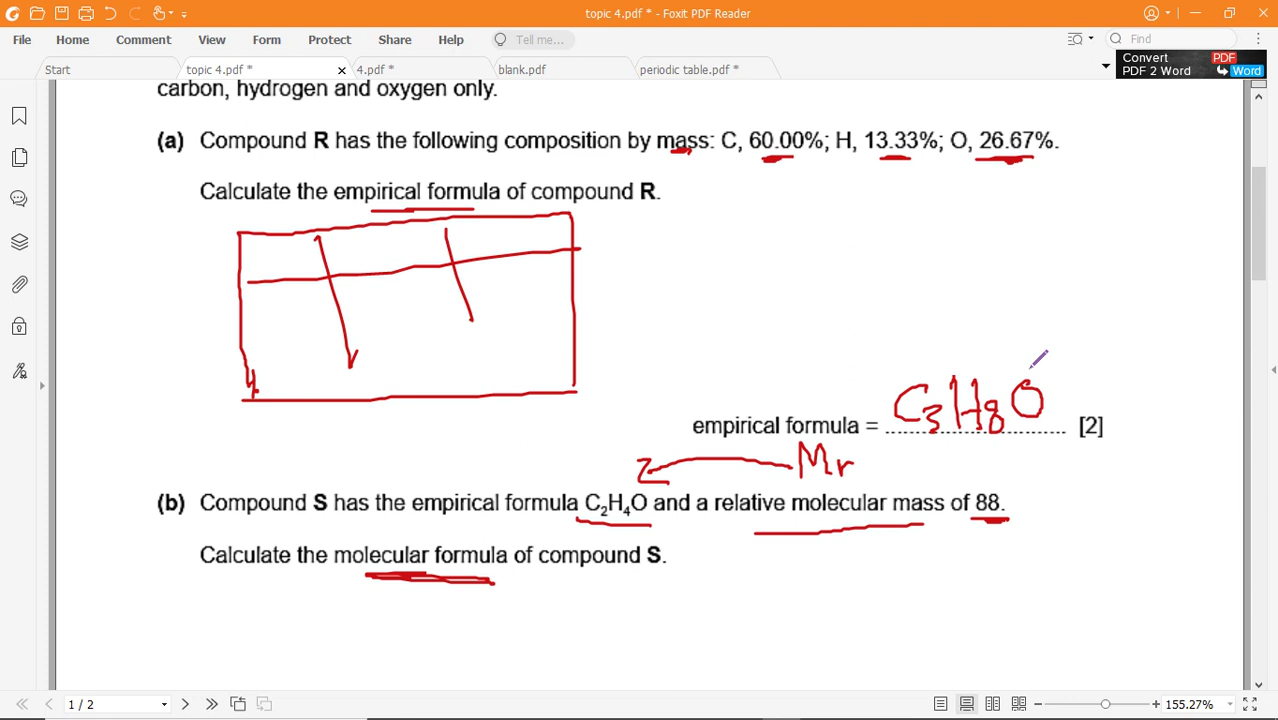 topic 4.pdf * - Foxit PDF Reader
File Home Comment View Form Protect Share Help Tell me... Find
Start topic 4.pdf * 4.pdf * blank.pdf periodic table.pdf * Convert PDF
PDF 2 Word Word
carbon, hydrogen and oxygen only.
(a) Compound R has the following composition by mass: C, 60.00%; H, 13.33%; O, 26.67%.
Calculate the empirical formula of compound R.
empirical formula = C3H8O [2]
2 Mr
(b) Compound S has the empirical formula C₂H₄O and a relative molecular mass of 88.
Calculate the molecular formula of compound S.
1 / 2 155.27%